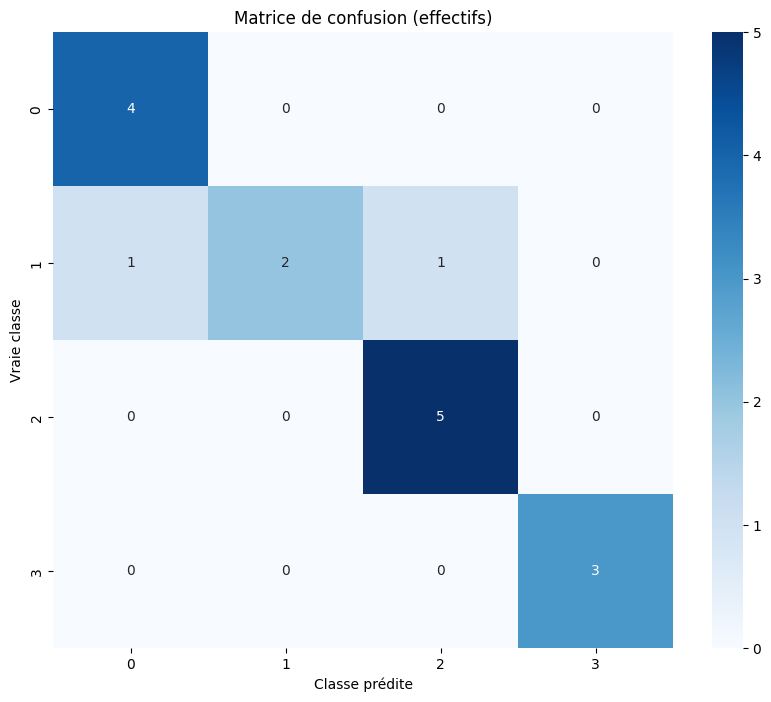 Matrice de confusion (effectifs)
5
0
4 0 0 0
4
1
1 2 1 0
3
Vraie classe
2
2
0 0 5 0
1
3
0 0 0 3
0
0 1 2 3
Classe prédite